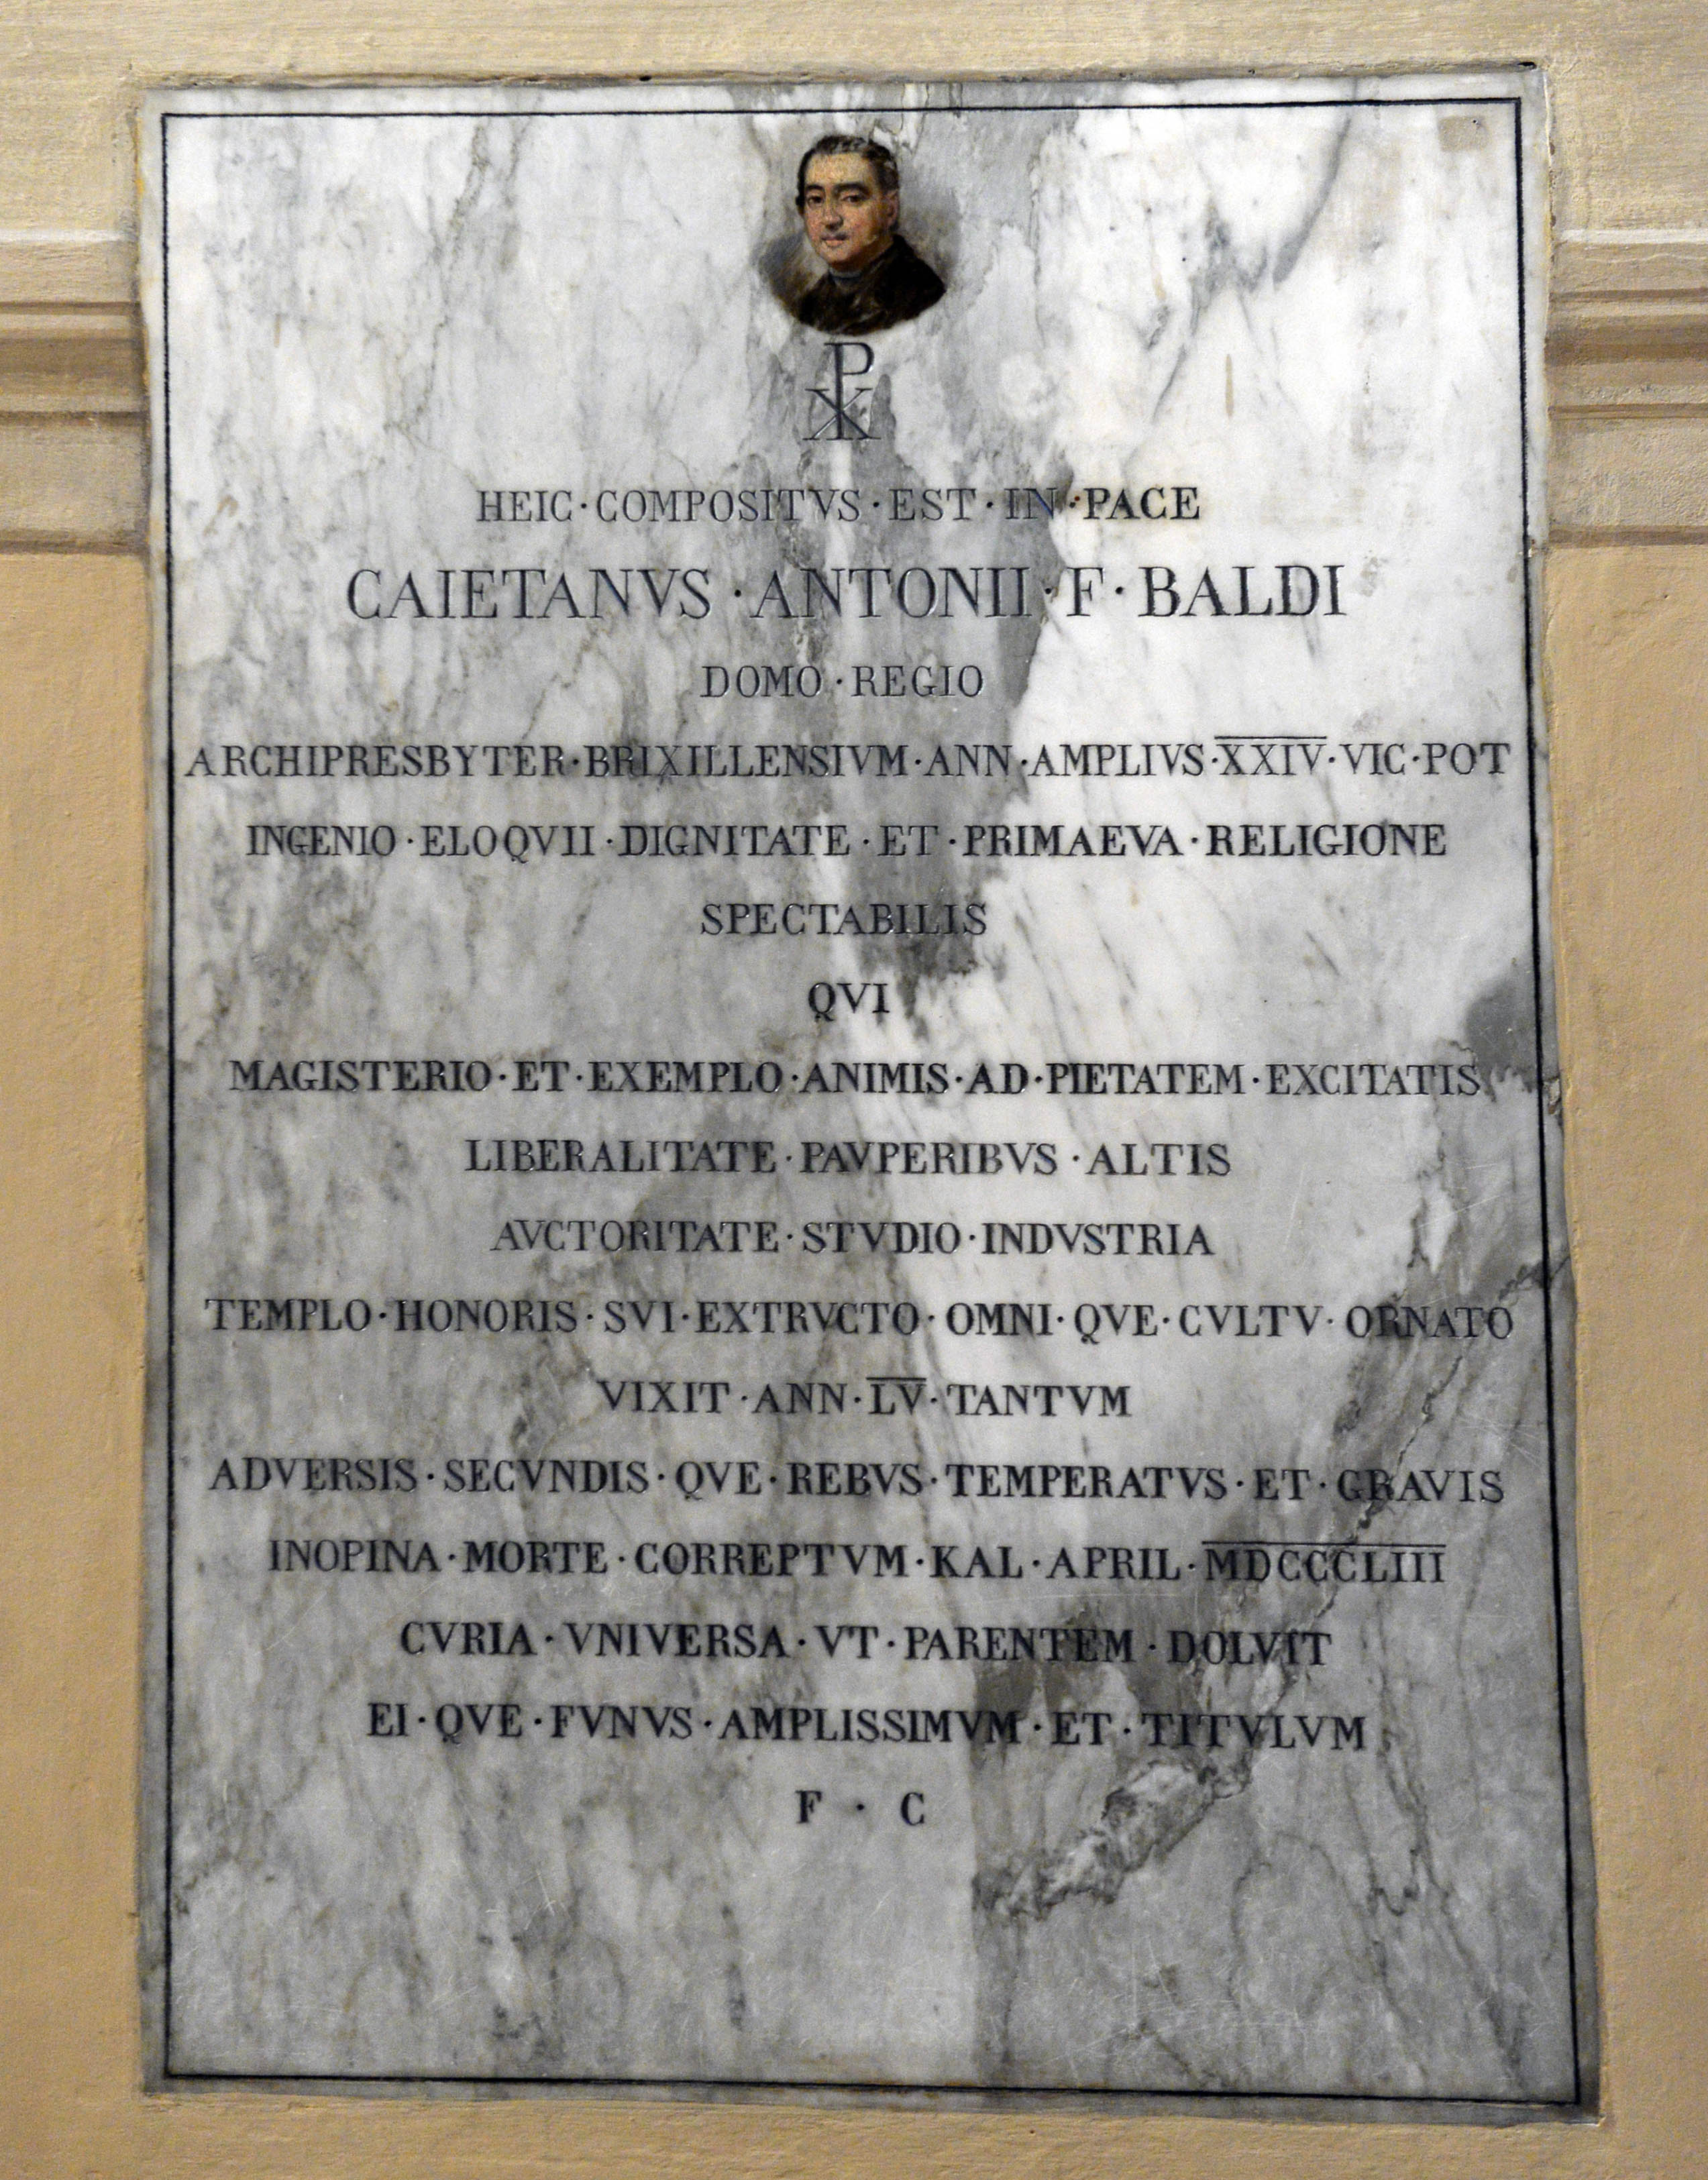 ☧
HEIC · COMPOSITVS · EST · IN · PACE
CAIETANVS · ANTONII · F · BALDI
DOMO · REGIO
ARCHIPRESBYTER · BRIXILLENSIVM · ANN · AMPLIVS · X̅X̅I̅V̅ · VIC · POT
INGENIO · ELOQVII · DIGNITATE · ET · PRIMAEVA · RELIGIONE
SPECTABILIS
QVI
MAGISTERIO · ET · EXEMPLO · ANIMIS · AD · PIETATEM · EXCITATIS
LIBERALITATE · PAVPERIBVS · ALTIS
AVCTORITATE · STVDIO · INDVSTRIA
TEMPLO · HONORIS · SVI · EXTRVCTO · OMNI · QVE · CVLTV · ORNATO
VIXIT · ANN · L̅V̅ · TANTVM
ADVERSIS · SECVNDIS · QVE · REBVS · TEMPERATVS · ET · GRAVIS
INOPINA · MORTE · CORREPTVM · KAL · APRIL · M̅D̅C̅C̅C̅L̅I̅I̅I̅
CVRIA · VNIVERSA · VT · PARENTEM · DOLVIT
EI · QVE · FVNVS · AMPLISSIMVM · ET · TITVLVM
F · C